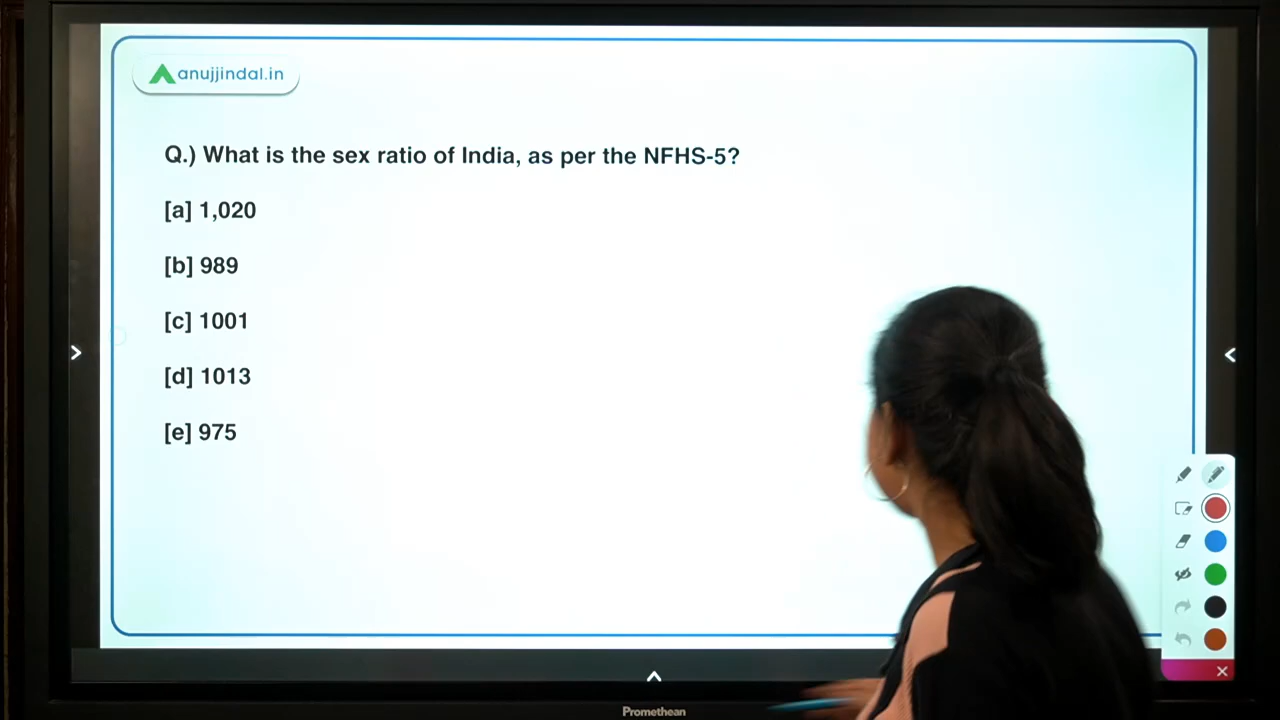 anujjindal.in
Q.) What is the sex ratio of India, as per the NFHS-5?
[a] 1,020
[b] 989
[c] 1001
[d] 1013
[e] 975
Promethean